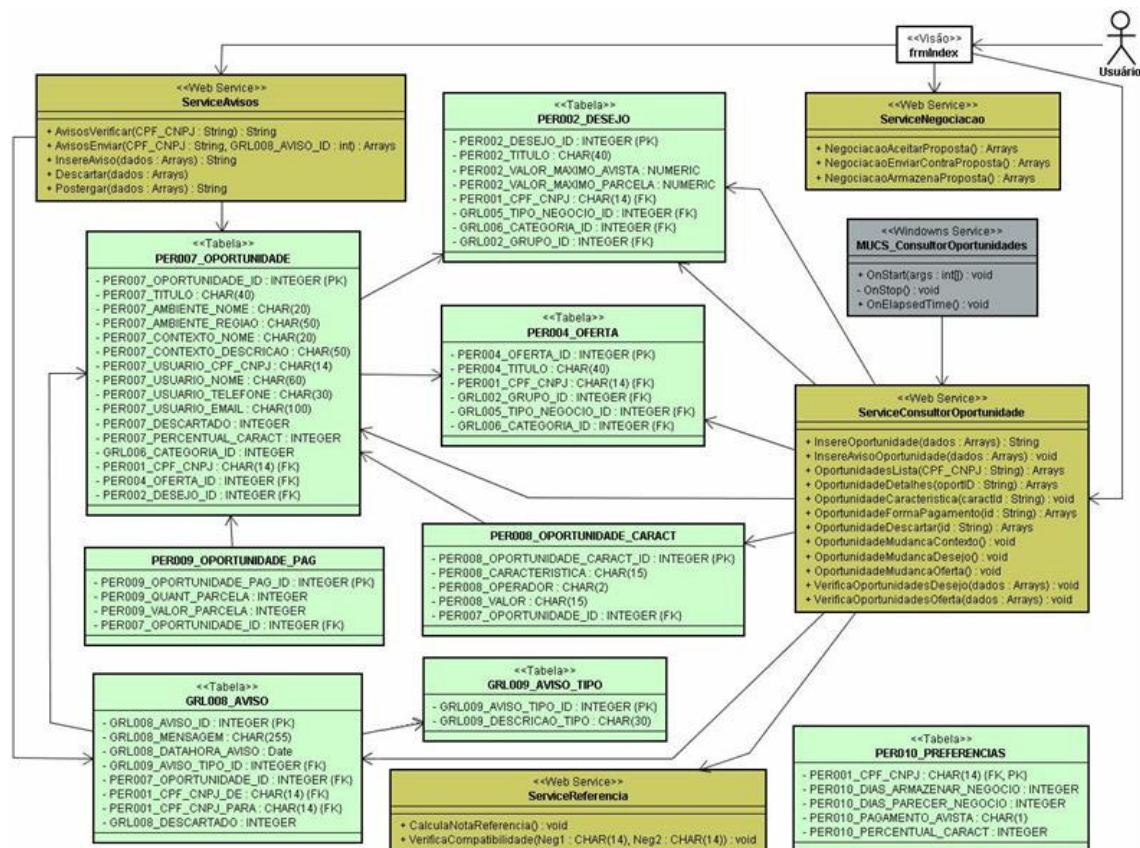 <<Visão>>
frmIndex
Usuário
<<Web Service>>
ServiceAvisos
+ AvisosVerificar(CPF_CNPJ : String) : String
+ AvisosEnviar(CPF_CNPJ : String, GRL008_AVISO_ID : int) : Arrays
+ InsereAviso(dados : Arrays) : String
+ Descartar(dados : Arrays)
+ Postergar(dados : Arrays) : String
<<Tabela>>
PER002_DESEJO
- PER002_DESEJO_ID : INTEGER (PK)
- PER002_TITULO : CHAR(40)
- PER002_VALOR_MAXIMO_AVISTA : NUMERIC
- PER002_VALOR_MAXIMO_PARCELA : NUMERIC
- PER001_CPF_CNPJ : CHAR(14) (FK)
- GRL005_TIPO_NEGOCIO_ID : INTEGER (FK)
- GRL006_CATEGORIA_ID : INTEGER (FK)
- GRL002_GRUPO_ID : INTEGER (FK)
<<Web Service>>
ServiceNegociacao
+ NegociacaoAceitarProposta() : Arrays
+ NegociacaoEnviarContraProposta() : Arrays
+ NegociacaoArmazenaProposta() : Arrays
<<Windowns Service>>
MUCS_ConsultorOportunidades
+ OnStart(args : int[]) : void
- OnStop() : void
+ OnElapsedTime() : void
<<Tabela>>
PER007_OPORTUNIDADE
- PER007_OPORTUNIDADE_ID : INTEGER (PK)
- PER007_TITULO : CHAR(40)
- PER007_AMBIENTE_NOME : CHAR(20)
- PER007_AMBIENTE_REGIAO : CHAR(50)
- PER007_CONTEXTO_NOME : CHAR(20)
- PER007_CONTEXTO_DESCRICAO : CHAR(50)
- PER007_USUARIO_CPF_CNPJ : CHAR(14)
- PER007_USUARIO_NOME : CHAR(60)
- PER007_USUARIO_TELEFONE : CHAR(30)
- PER007_USUARIO_EMAIL : CHAR(100)
- PER007_DESCARTADO : INTEGER
- PER007_PERCENTUAL_CARACT : INTEGER
- GRL006_CATEGORIA_ID : INTEGER
- PER001_CPF_CNPJ : CHAR(14) (FK)
- PER004_OFERTA_ID : INTEGER (FK)
- PER002_DESEJO_ID : INTEGER (FK)
<<Tabela>>
PER004_OFERTA
- PER004_OFERTA_ID : INTEGER (PK)
- PER004_TITULO : CHAR(40)
- PER001_CPF_CNPJ : CHAR(14) (FK)
- GRL002_GRUPO_ID : INTEGER (FK)
- GRL005_TIPO_NEGOCIO_ID : INTEGER (FK)
- GRL006_CATEGORIA_ID : INTEGER (FK)
<<Web Service>>
ServiceConsultorOportunidade
+ InsereOportunidade(dados : Arrays) : String
+ InsereAvisoOportunidade(dados : Arrays) : void
+ OportunidadesLista(CPF_CNPJ : String) : Arrays
+ OportunidadeDetalhes(oportID : String) : Arrays
+ OportunidadeCaracteristica(caractId : String) : void
+ OportunidadeFormaPagamento(id : String) : Arrays
+ OportunidadeDescartar(id : String) : Arrays
+ OportunidadeMudancaContexto() : void
+ OportunidadeMudancaDesejo() : void
+ OportunidadeMudancaOferta() : void
+ VerificaOportunidadesDesejo(dados : Arrays) : void
+ VerificaOportunidadesOferta(dados : Arrays) : void
PER009_OPORTUNIDADE_PAG
- PER009_OPORTUNIDADE_PAG_ID : INTEGER (PK)
- PER009_QUANT_PARCELA : INTEGER
- PER009_VALOR_PARCELA : INTEGER
- PER007_OPORTUNIDADE_ID : INTEGER (FK)
PER008_OPORTUNIDADE_CARACT
- PER008_OPORTUNIDADE_CARACT_ID : INTEGER (PK)
- PER008_CARACTERISTICA : CHAR(15)
- PER008_OPERADOR : CHAR(2)
- PER008_VALOR : CHAR(15)
- PER007_OPORTUNIDADE_ID : INTEGER (FK)
<<Tabela>>
GRL008_AVISO
- GRL008_AVISO_ID : INTEGER (PK)
- GRL008_MENSAGEM : CHAR(255)
- GRL008_DATAHORA_AVISO : Date
- GRL009_AVISO_TIPO_ID : INTEGER (FK)
- PER007_OPORTUNIDADE_ID : INTEGER (FK)
- PER001_CPF_CNPJ_DE : CHAR(14) (FK)
- PER001_CPF_CNPJ_PARA : CHAR(14) (FK)
- GRL008_DESCARTADO : INTEGER
<<Tabela>>
GRL009_AVISO_TIPO
- GRL009_AVISO_TIPO_ID : INTEGER (PK)
- GRL009_DESCRICAO_TIPO : CHAR(30)
<<Web Service>>
ServiceReferencia
+ CalculaNotaReferencia() : void
+ VerificaCompatibilidade(Neg1 : CHAR(14), Neg2 : CHAR(14)) : void
<<Tabela>>
PER010_PREFERENCIAS
- PER001_CPF_CNPJ : CHAR(14) (FK, PK)
- PER010_DIAS_ARMAZENAR_NEGOCIO : INTEGER
- PER010_DIAS_PARECER_NEGOCIO : INTEGER
- PER010_PAGAMENTO_AVISTA : CHAR(1)
- PER010_PERCENTUAL_CARACT : INTEGER